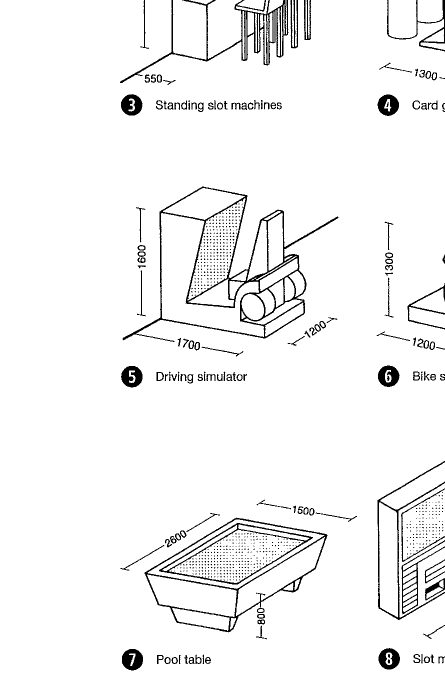 550
1300
3 Standing slot machines
4 Card
1600
1300
1700
1200
1200
5 Driving simulator
6 Bike
2600
1500
800
7 Pool table
8 Slot